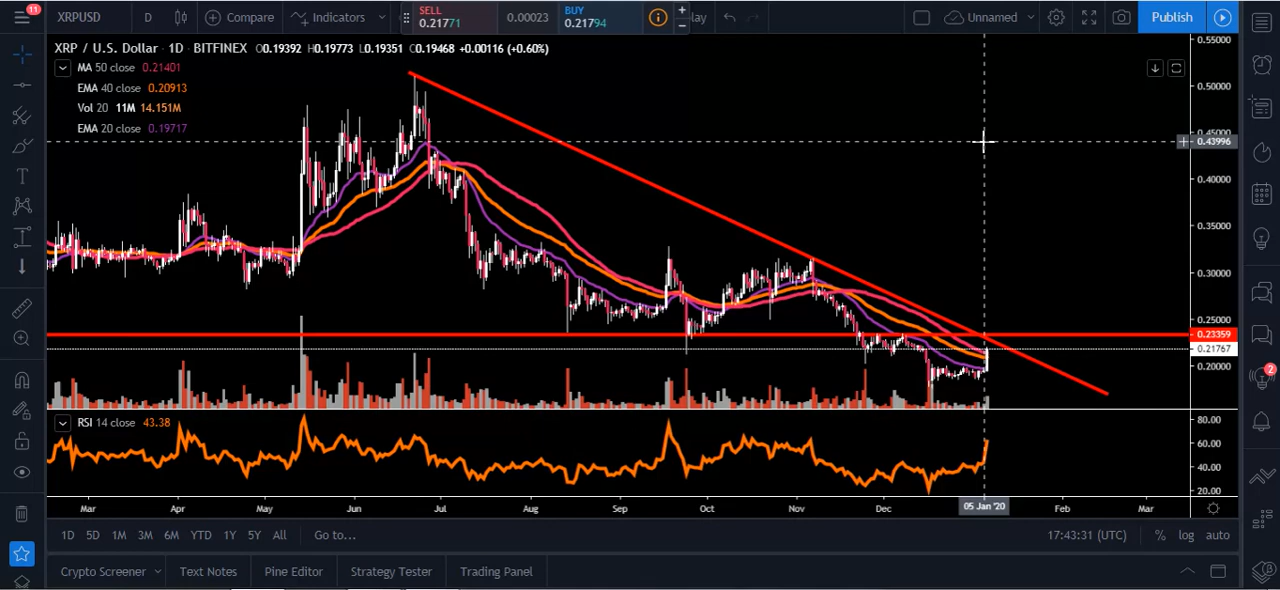 11
XRPUSD
D
Compare
Indicators
SELL
0.21771
0.00023
BUY
0.21794
lay
Unnamed
Publish
XRP / U.S. Dollar · 1D · BITFINEX O0.19392 H0.19773 L0.19351 C0.19468 +0.00116 (+0.60%)
MA 50 close 0.21401
EMA 40 close 0.20913
Vol 20 11M 14.151M
EMA 20 close 0.19717
0.55000
0.50000
0.45000
0.43996
0.40000
0.35000
0.30000
0.25000
0.23359
0.21767
0.20000
2
RSI 14 close 43.38
80.00
60.00
40.00
20.00
Mar Apr May Jun Jul Aug Sep Oct Nov Dec 05 Jan '20 Feb Mar
1D 5D 1M 3M 6M YTD 1Y 5Y All Go to... 17:43:31 (UTC) % log auto
Crypto Screener Text Notes Pine Editor Strategy Tester Trading Panel